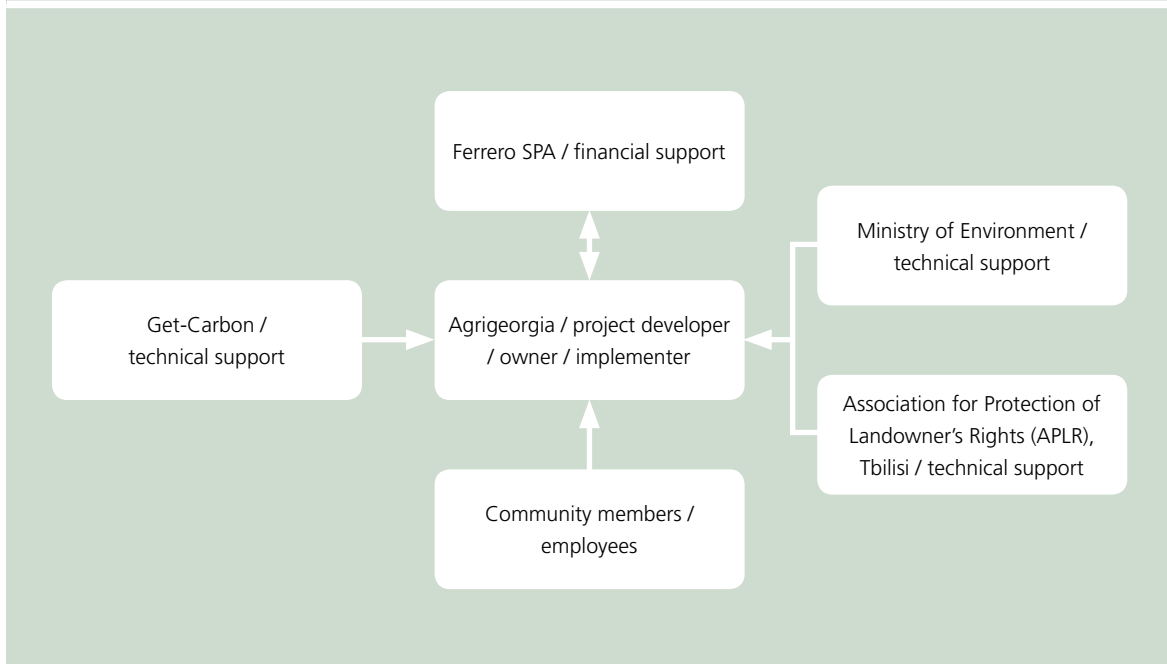 Ferrero SPA / financial support
Ministry of Environment /
technical support
Get-Carbon /
technical support
Agrigeorgia / project developer
/ owner / implementer
Association for Protection of
Landowner’s Rights (APLR),
Tbilisi / technical support
Community members /
employees